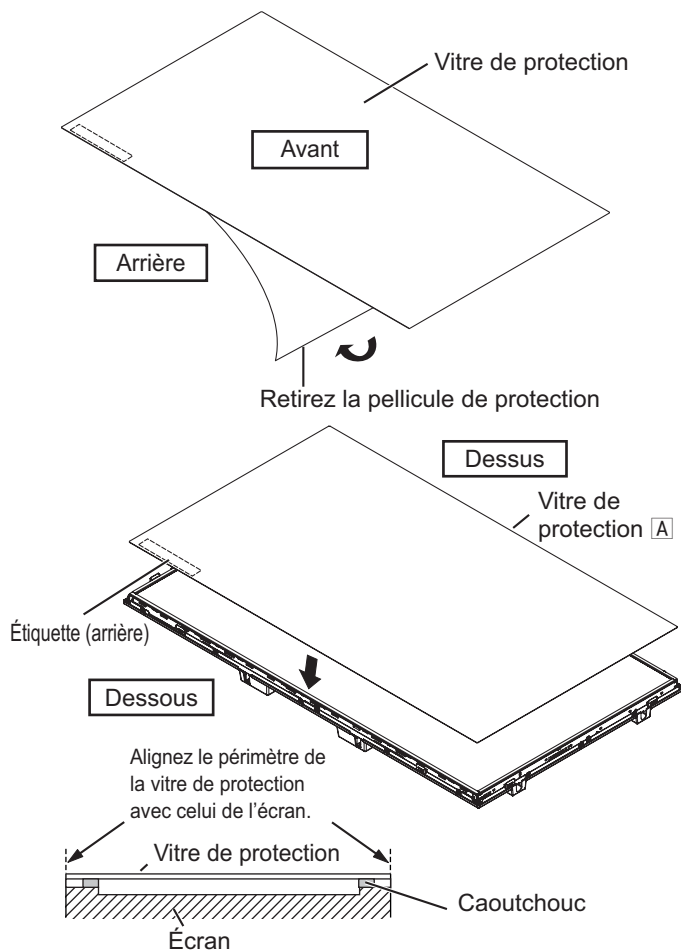 Vitre de protection
Avant
Arrière
Retirez la pellicule de protection
Dessus
Vitre de
protection A
Étiquette (arrière)
Dessous
Alignez le périmètre de
la vitre de protection
avec celui de l’écran.
Vitre de protection
Caoutchouc
Écran